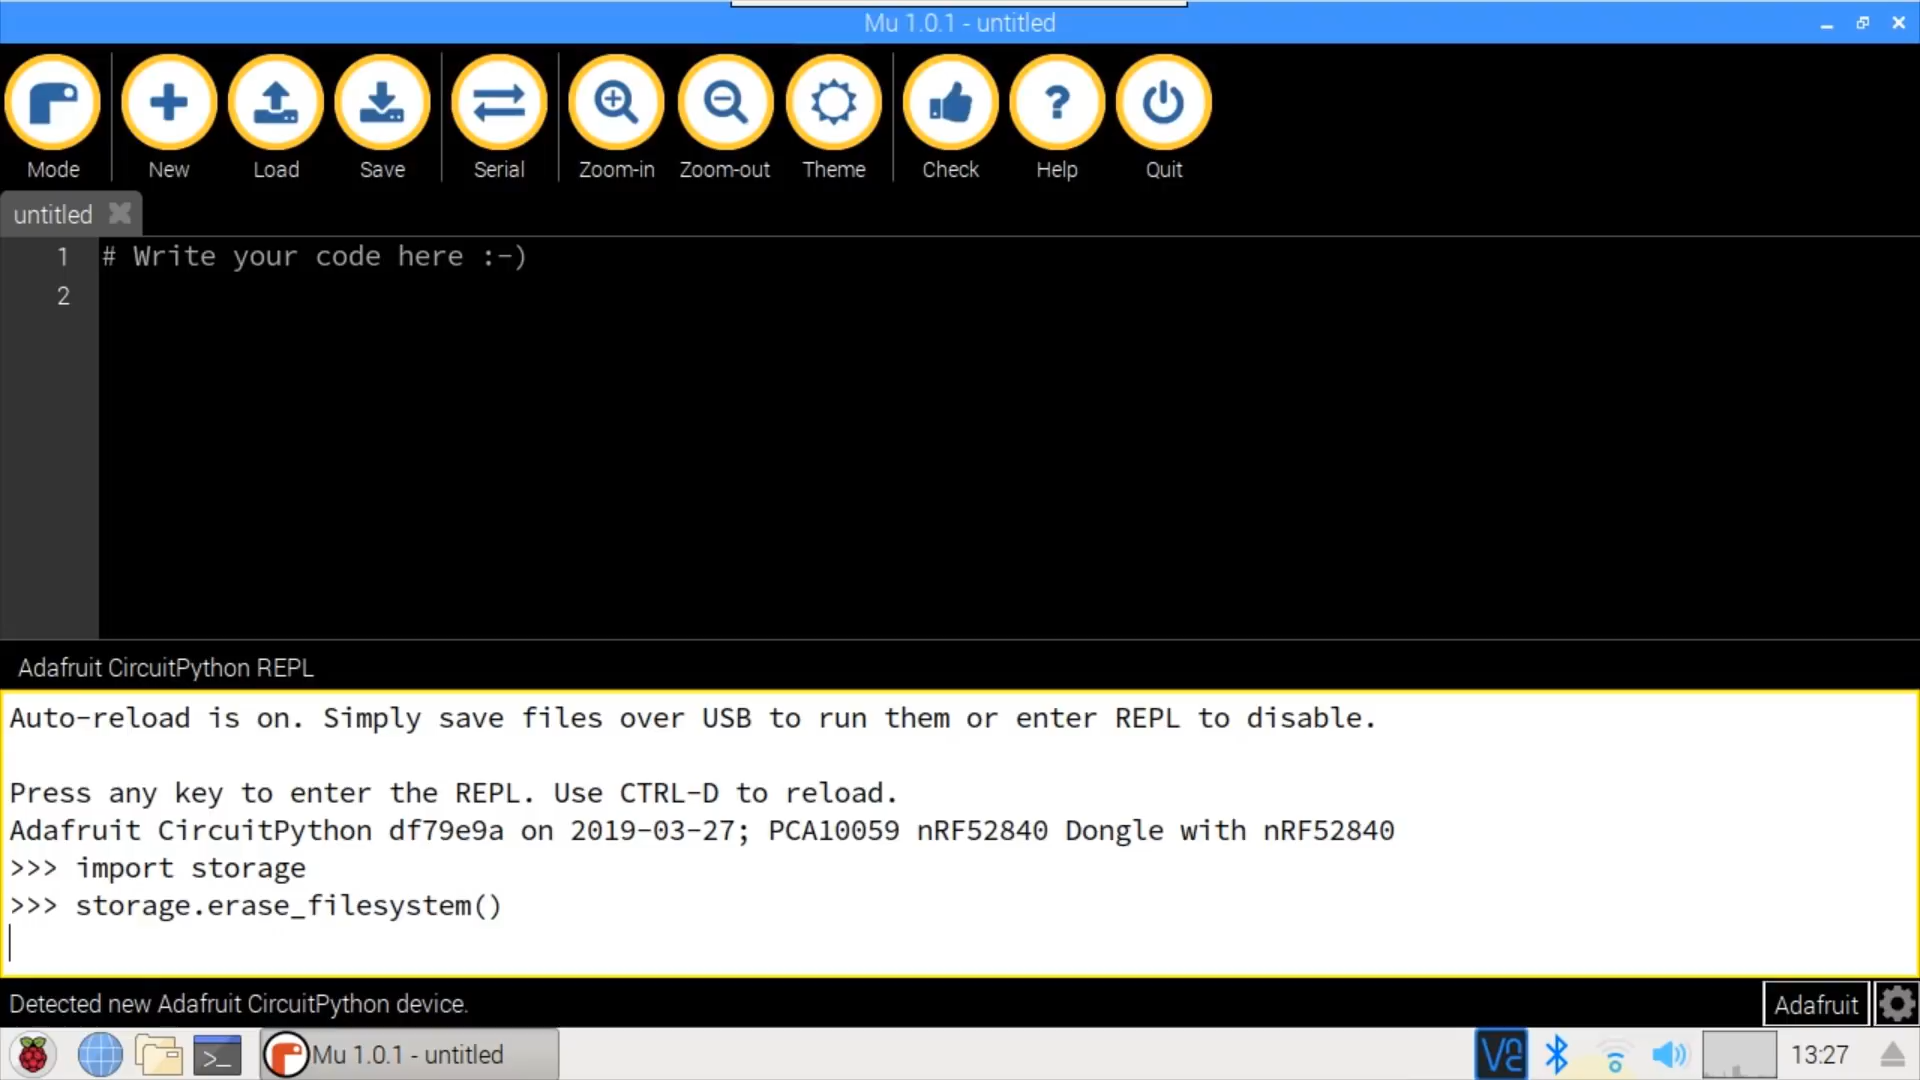 Mu 1.0.1 - untitled
Mode
New
Load
Save
Serial
Zoom-in
Zoom-out
Theme
Check
Help
Quit
untitled
1 # Write your code here :-)
2
Adafruit CircuitPython REPL
Auto-reload is on. Simply save files over USB to run them or enter REPL to disable.
Press any key to enter the REPL. Use CTRL-D to reload.
Adafruit CircuitPython df79e9a on 2019-03-27; PCA10059 nRF52840 Dongle with nRF52840
>>> import storage
>>> storage.erase_filesystem()
Detected new Adafruit CircuitPython device.
Adafruit
Mu 1.0.1 - untitled
13:27